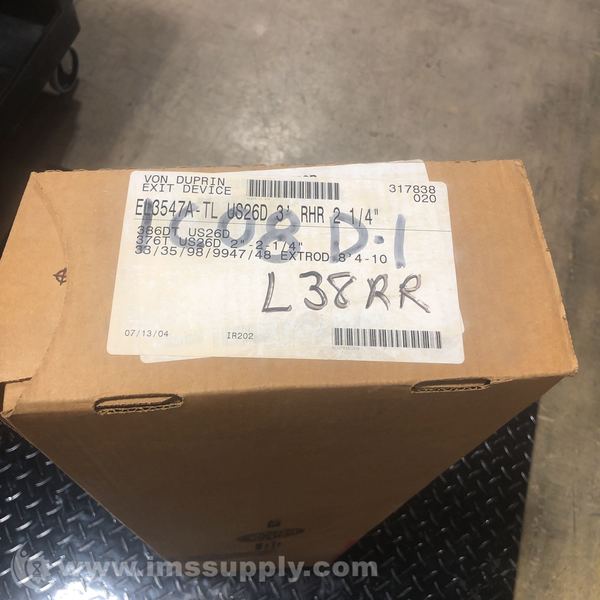 VON DUPRIN
EXIT DEVICE
317838
020
EL3547A-TL US26D 3' RHR 2 1/4"
1608 D-1
386DT US26D
376T US26D 2"-2-1/4"
33/35/98/9947/48 EXTROD 8'4-10
L38RR
07/13/04 IR202
www.imssupply.com